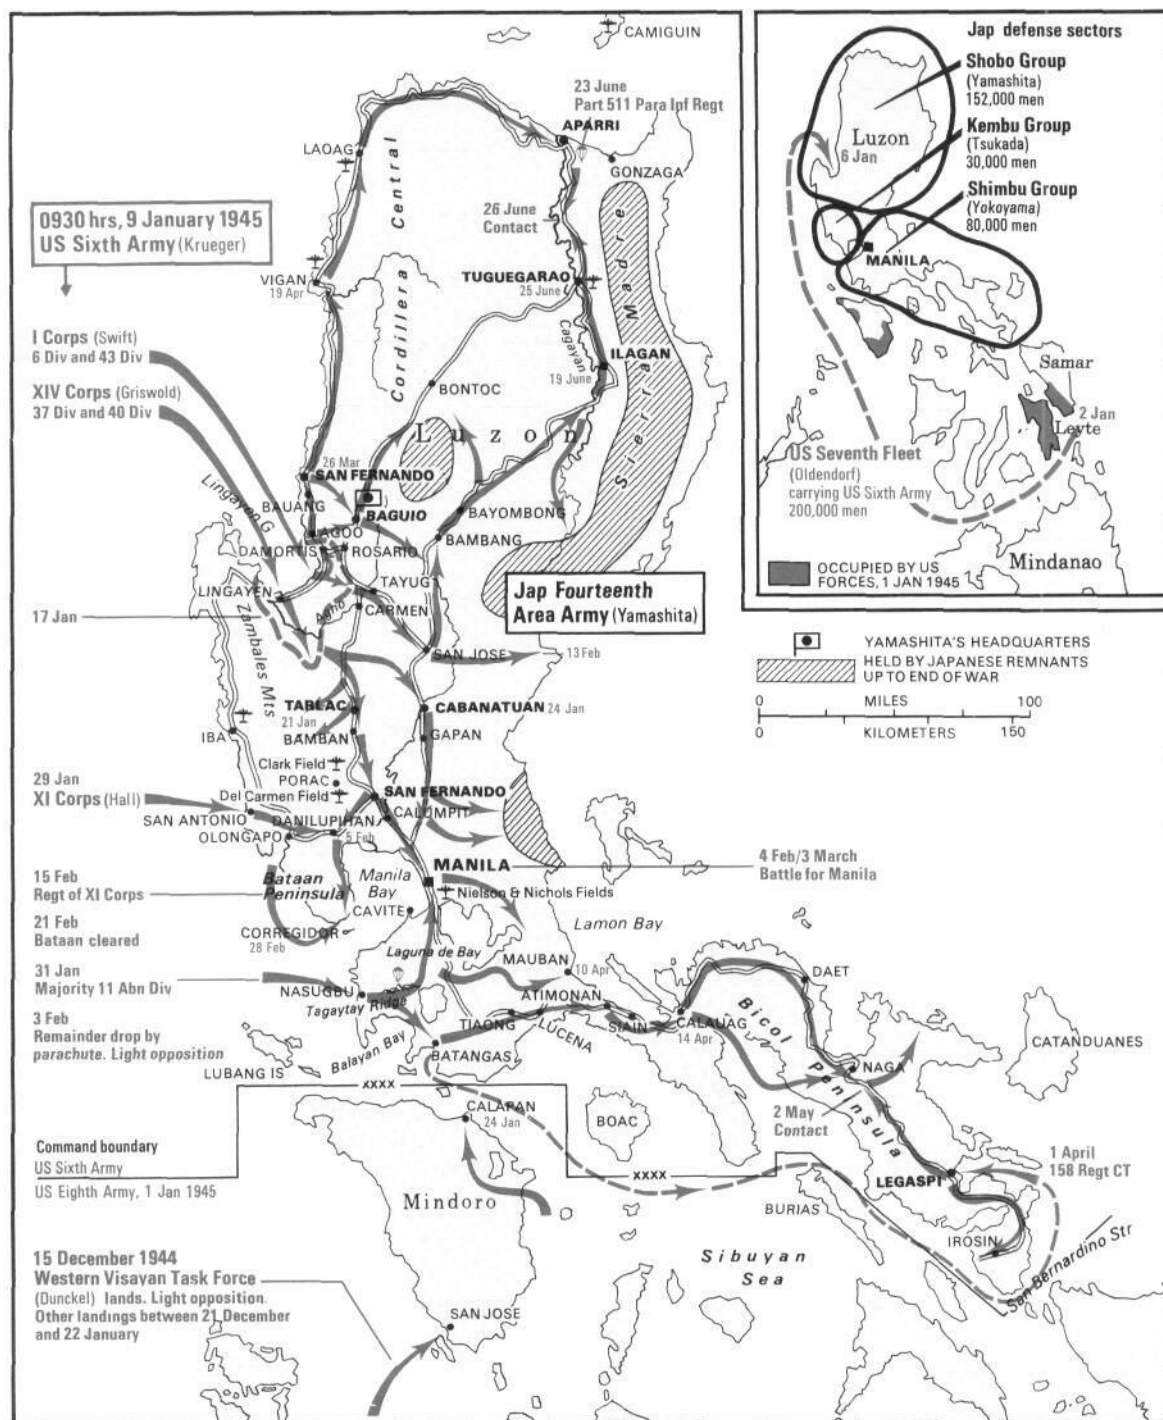 CAMIGUIN
23 June
Part 511 Para Inf Regt
APARRI
LAOAG
GONZAGA
Cordillera Central
Sierra Madre
0930 hrs, 9 January 1945
US Sixth Army (Krueger)
26 June
Contact
VIGAN
19 Apr
TUGUEGARAO
25 June
Cagayan
I Corps (Swift)
6 Div and 43 Div
ILAGAN
19 June
XIV Corps (Griswold)
37 Div and 40 Div
BONTOC
Luzon
26 Mar
SAN FERNANDO
Lingayen G
BAUANG
BAGUIO
BAYOMBONG
AGOO
BAMBANG
DAMORTIS
ROSARIO
LINGAYEN
TAYUG
Agno
CARMEN
Jap Fourteenth
Area Army (Yamashita)
17 Jan
Zambales Mts
SAN JOSE
13 Feb
TARLAC
21 Jan
CABANATUAN
24 Jan
IBA
BAMBAN
GAPAN
Clark Field
29 Jan
XI Corps (Hall)
PORAC
Del Carmen Field
SAN FERNANDO
SAN ANTONIO
DANILUPIHAN
CALUMPIT
OLONGAPO
5 Feb
MANILA
4 Feb/3 March
Battle for Manila
15 Feb
Regt of XI Corps
Bataan
Peninsula
Manila
Bay
Nielson & Nichols Fields
CAVITE
21 Feb
Bataan cleared
CORREGIDOR
28 Feb
Lamon Bay
Laguna de Bay
MAUBAN
10 Apr
31 Jan
Majority 11 Abn Div
NASUGBU
Tagaytay Ridge
DAET
ATIMONAN
3 Feb
Remainder drop by
parachute. Light opposition
TIAONG
LUCENA
SIAIN
CALAUAG
14 Apr
Bicol Peninsula
Balayan Bay
BATANGAS
LUBANG IS
NAGA
CATANDUANES
xxxx
CALAPAN
24 Jan
BOAC
2 May
Contact
Command boundary
US Sixth Army
US Eighth Army, 1 Jan 1945
xxxx
1 April
158 Regt CT
LEGASPI
Mindoro
BURIAS
IROSIN
San Bernardino Str
Sibuyan
Sea
15 December 1944
Western Visayan Task Force
(Dunckel) lands. Light opposition.
Other landings between 21 December
and 22 January
SAN JOSE
Jap defense sectors
Shobo Group
(Yamashita)
152,000 men
Luzon
6 Jan
Kembu Group
(Tsukada)
30,000 men
Shimbu Group
(Yokoyama)
80,000 men
MANILA
Samar
2 Jan
Leyte
US Seventh Fleet
(Oldendorf)
carrying US Sixth Army
200,000 men
Mindanao
OCCUPIED BY US
FORCES, 1 JAN 1945
YAMASHITA'S HEADQUARTERS
HELD BY JAPANESE REMNANTS
UP TO END OF WAR
0 MILES 100
0 KILOMETERS 150